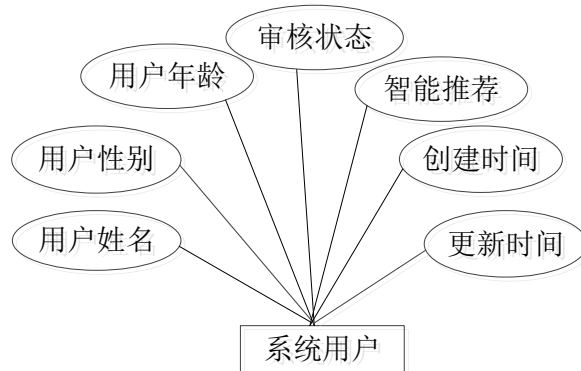 审核状态
用户年龄
智能推荐
用户性别
创建时间
用户姓名
更新时间
系统用户